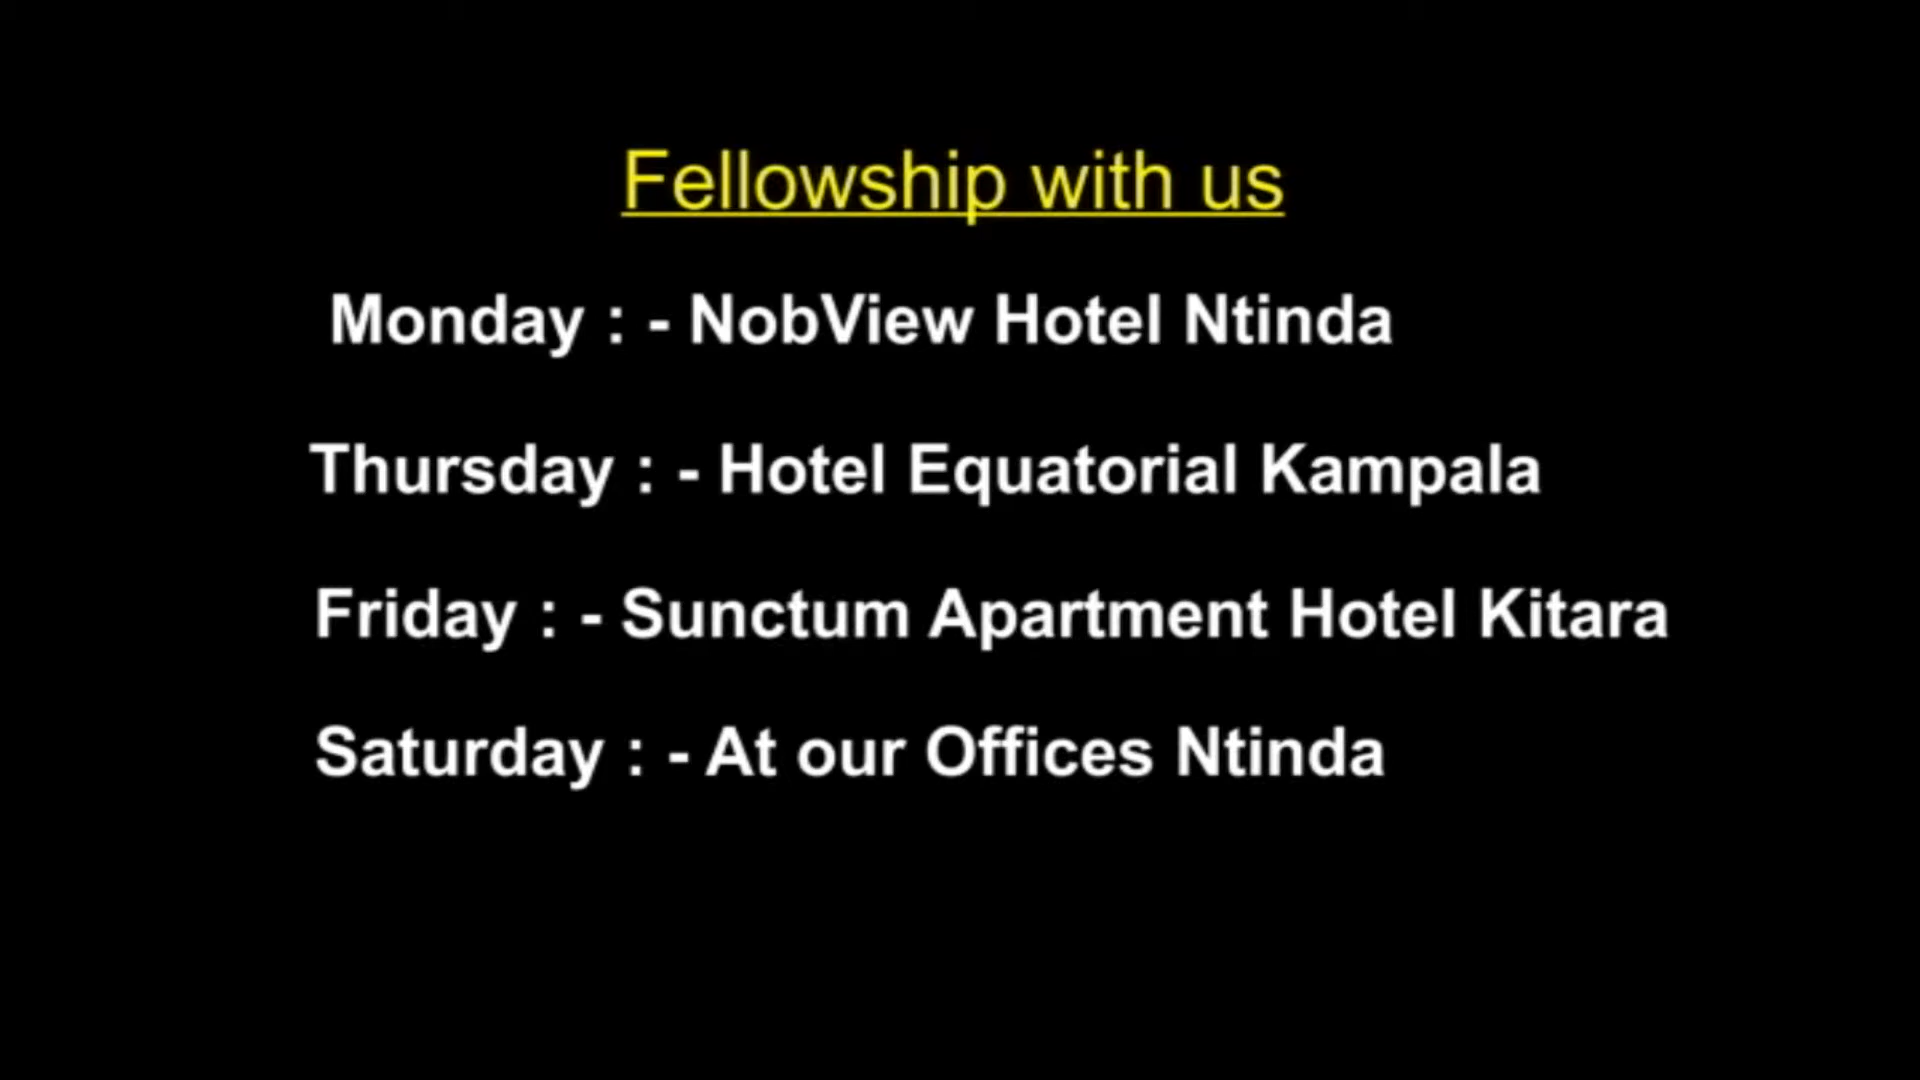 Fellowship with us
Monday : - NobView Hotel Ntinda
Thursday : - Hotel Equatorial Kampala
Friday : - Sunctum Apartment Hotel Kitara
Saturday : - At our Offices Ntinda